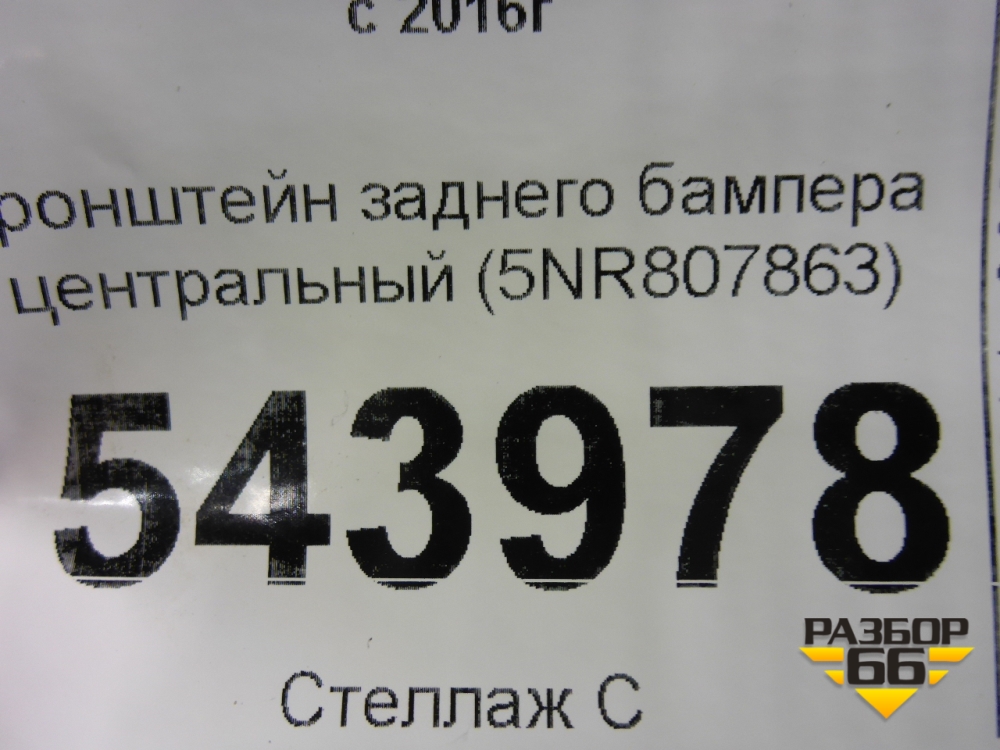 с 2016г
ронштейн заднего бампера
центральный (5NR807863)
543978
РАЗБОР
66
Стеллаж С